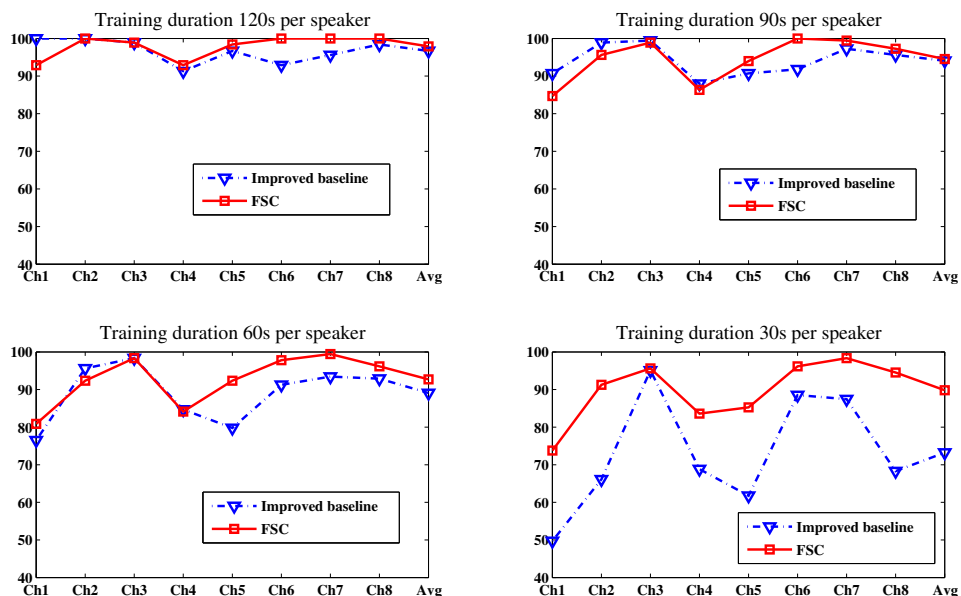 Training duration 120s per speaker
100
90
80
70
60
50
40
Improved baseline
FSC
Ch1 Ch2 Ch3 Ch4 Ch5 Ch6 Ch7 Ch8 Avg
Training duration 90s per speaker
100
90
80
70
60
50
40
Improved baseline
FSC
Ch1 Ch2 Ch3 Ch4 Ch5 Ch6 Ch7 Ch8 Avg
Training duration 60s per speaker
100
90
80
70
60
50
40
Improved baseline
FSC
Ch1 Ch2 Ch3 Ch4 Ch5 Ch6 Ch7 Ch8 Avg
Training duration 30s per speaker
100
90
80
70
60
50
40
Improved baseline
FSC
Ch1 Ch2 Ch3 Ch4 Ch5 Ch6 Ch7 Ch8 Avg